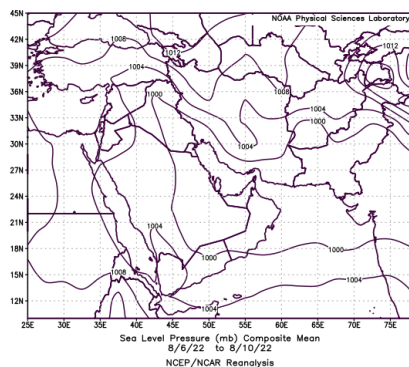 NOAA Physical Sciences Laboratory
45N
1008
1012
1012
42N
1004
39N
1008
36N
1000
1004
33N
1000
30N
1004
27N
24N
21N
1004
18N
1000
1000
15N
1008
1004
12N
1004
25E 30E 35E 40E 45E 50E 55E 60E 65E 70E 75E
Sea Level Pressure (mb) Composite Mean
8/6/22 to 8/10/22
NCEP/NCAR Reanalysis